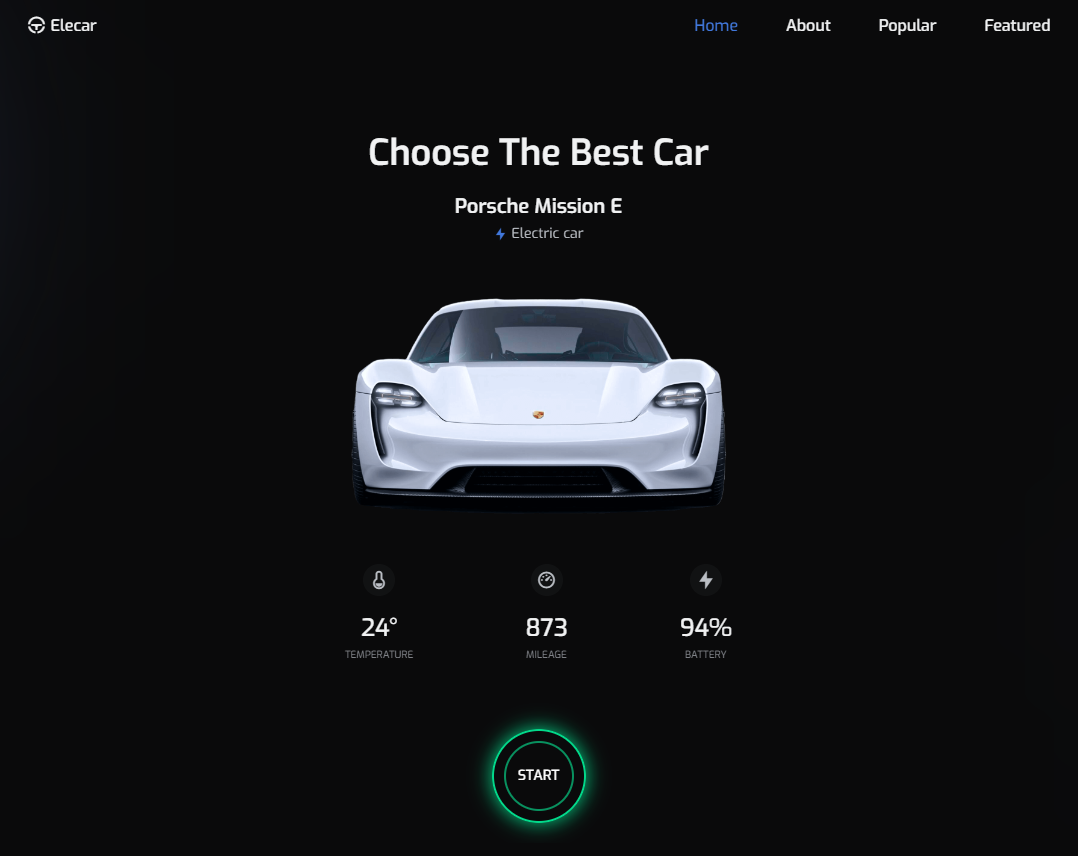 Elecar
Home About Popular Featured
Choose The Best Car
Porsche Mission E
Electric car
24° 873 94%
TEMPERATURE MILEAGE BATTERY
START